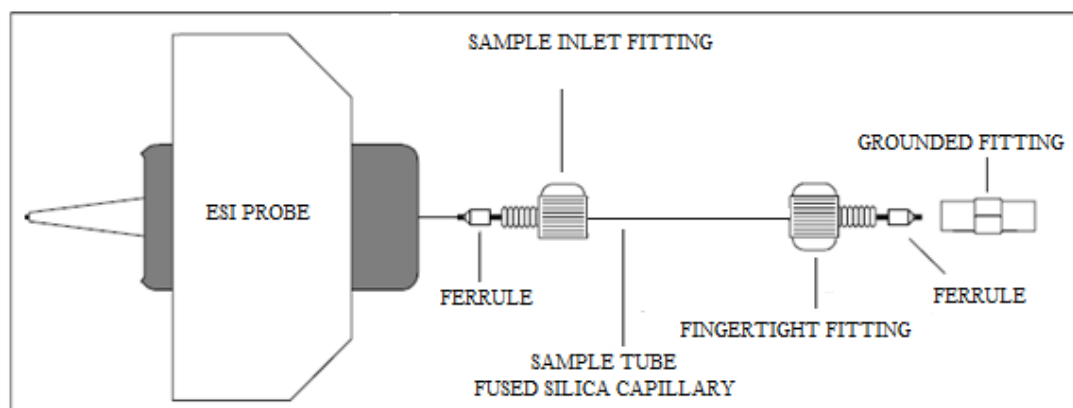 SAMPLE INLET FITTING
GROUNDED FITTING
ESI PROBE
FERRULE
FERRULE
FINGERTIGHT FITTING
SAMPLE TUBE
FUSED SILICA CAPILLARY